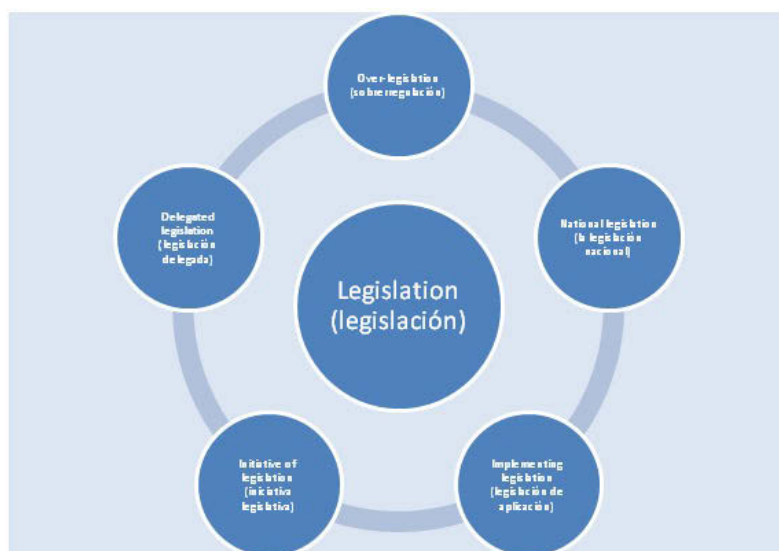 Over-legislation
(sobrerregulación)
National legislation
(la legislación
nacional)
Implementing
legislation
(legislación de
aplicación)
Initiative of
legislation
(iniciativa
legislativa)
Delegated
legislation
(legislación
delegada)
Legislation
(legislación)